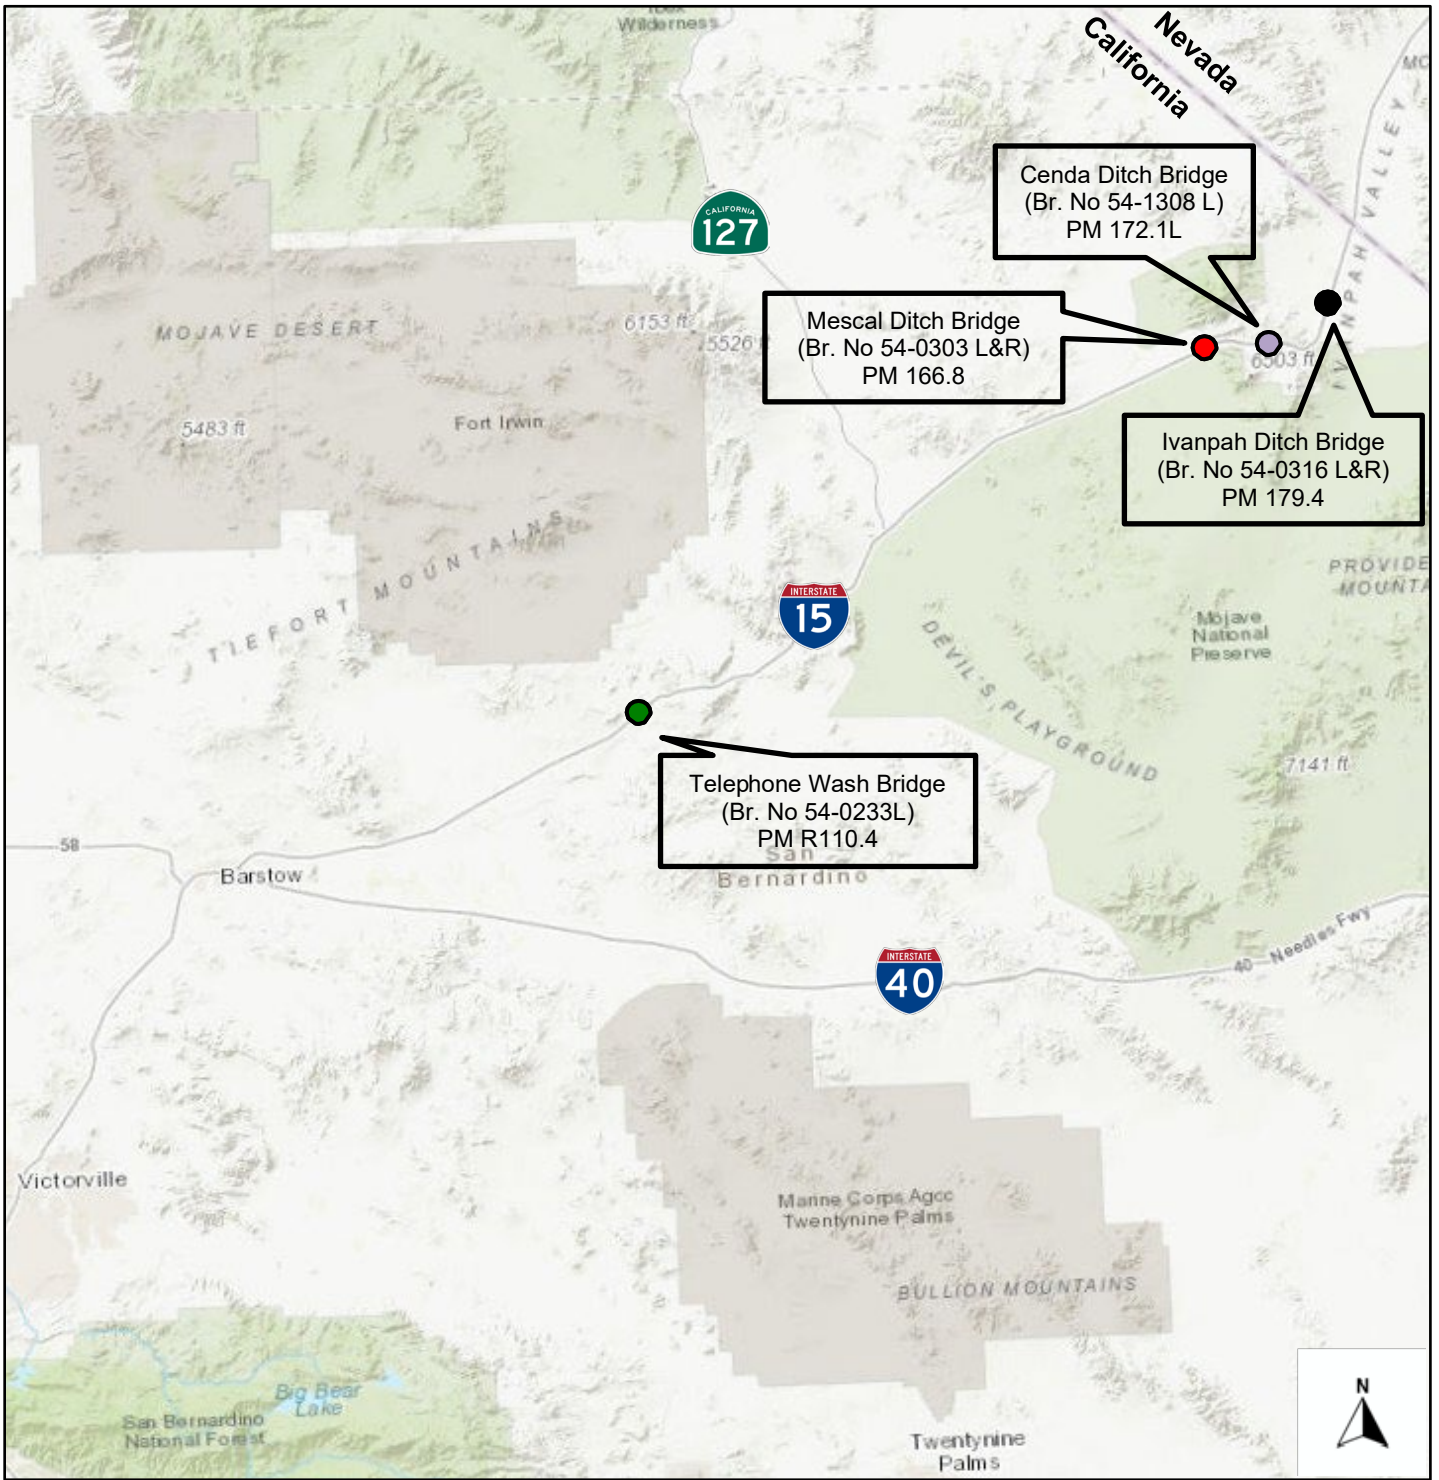 Wilderness
Nevada
California
MO
CALIFORNIA
127
Cenda Ditch Bridge
(Br. No 54-1308 L)
PM 172.1L
IVANPAH VALLEY
Mescal Ditch Bridge
(Br. No 54-0303 L&R)
PM 166.8
MOJAVE DESERT
6153 ft
5526
6503 ft
Ivanpah Ditch Bridge
(Br. No 54-0316 L&R)
PM 179.4
5483 ft
Fort Irwin
TIEFORT MOUNTAINS
PROVIDE
MOUNTA
INTERSTATE
15
Mojave
National
Preserve
DEVIL'S PLAYGROUND
7141 ft
Telephone Wash Bridge
(Br. No 54-0233L)
PM R110.4
San
Bernardino
58
Barstow
40 Needles Fwy
INTERSTATE
40
Victorville
Marine Corps Agcc
Twentynine Palms
BULLION MOUNTAINS
Big Bear
Lake
San Bernardino
National Forest
Twentynine
Palms
N